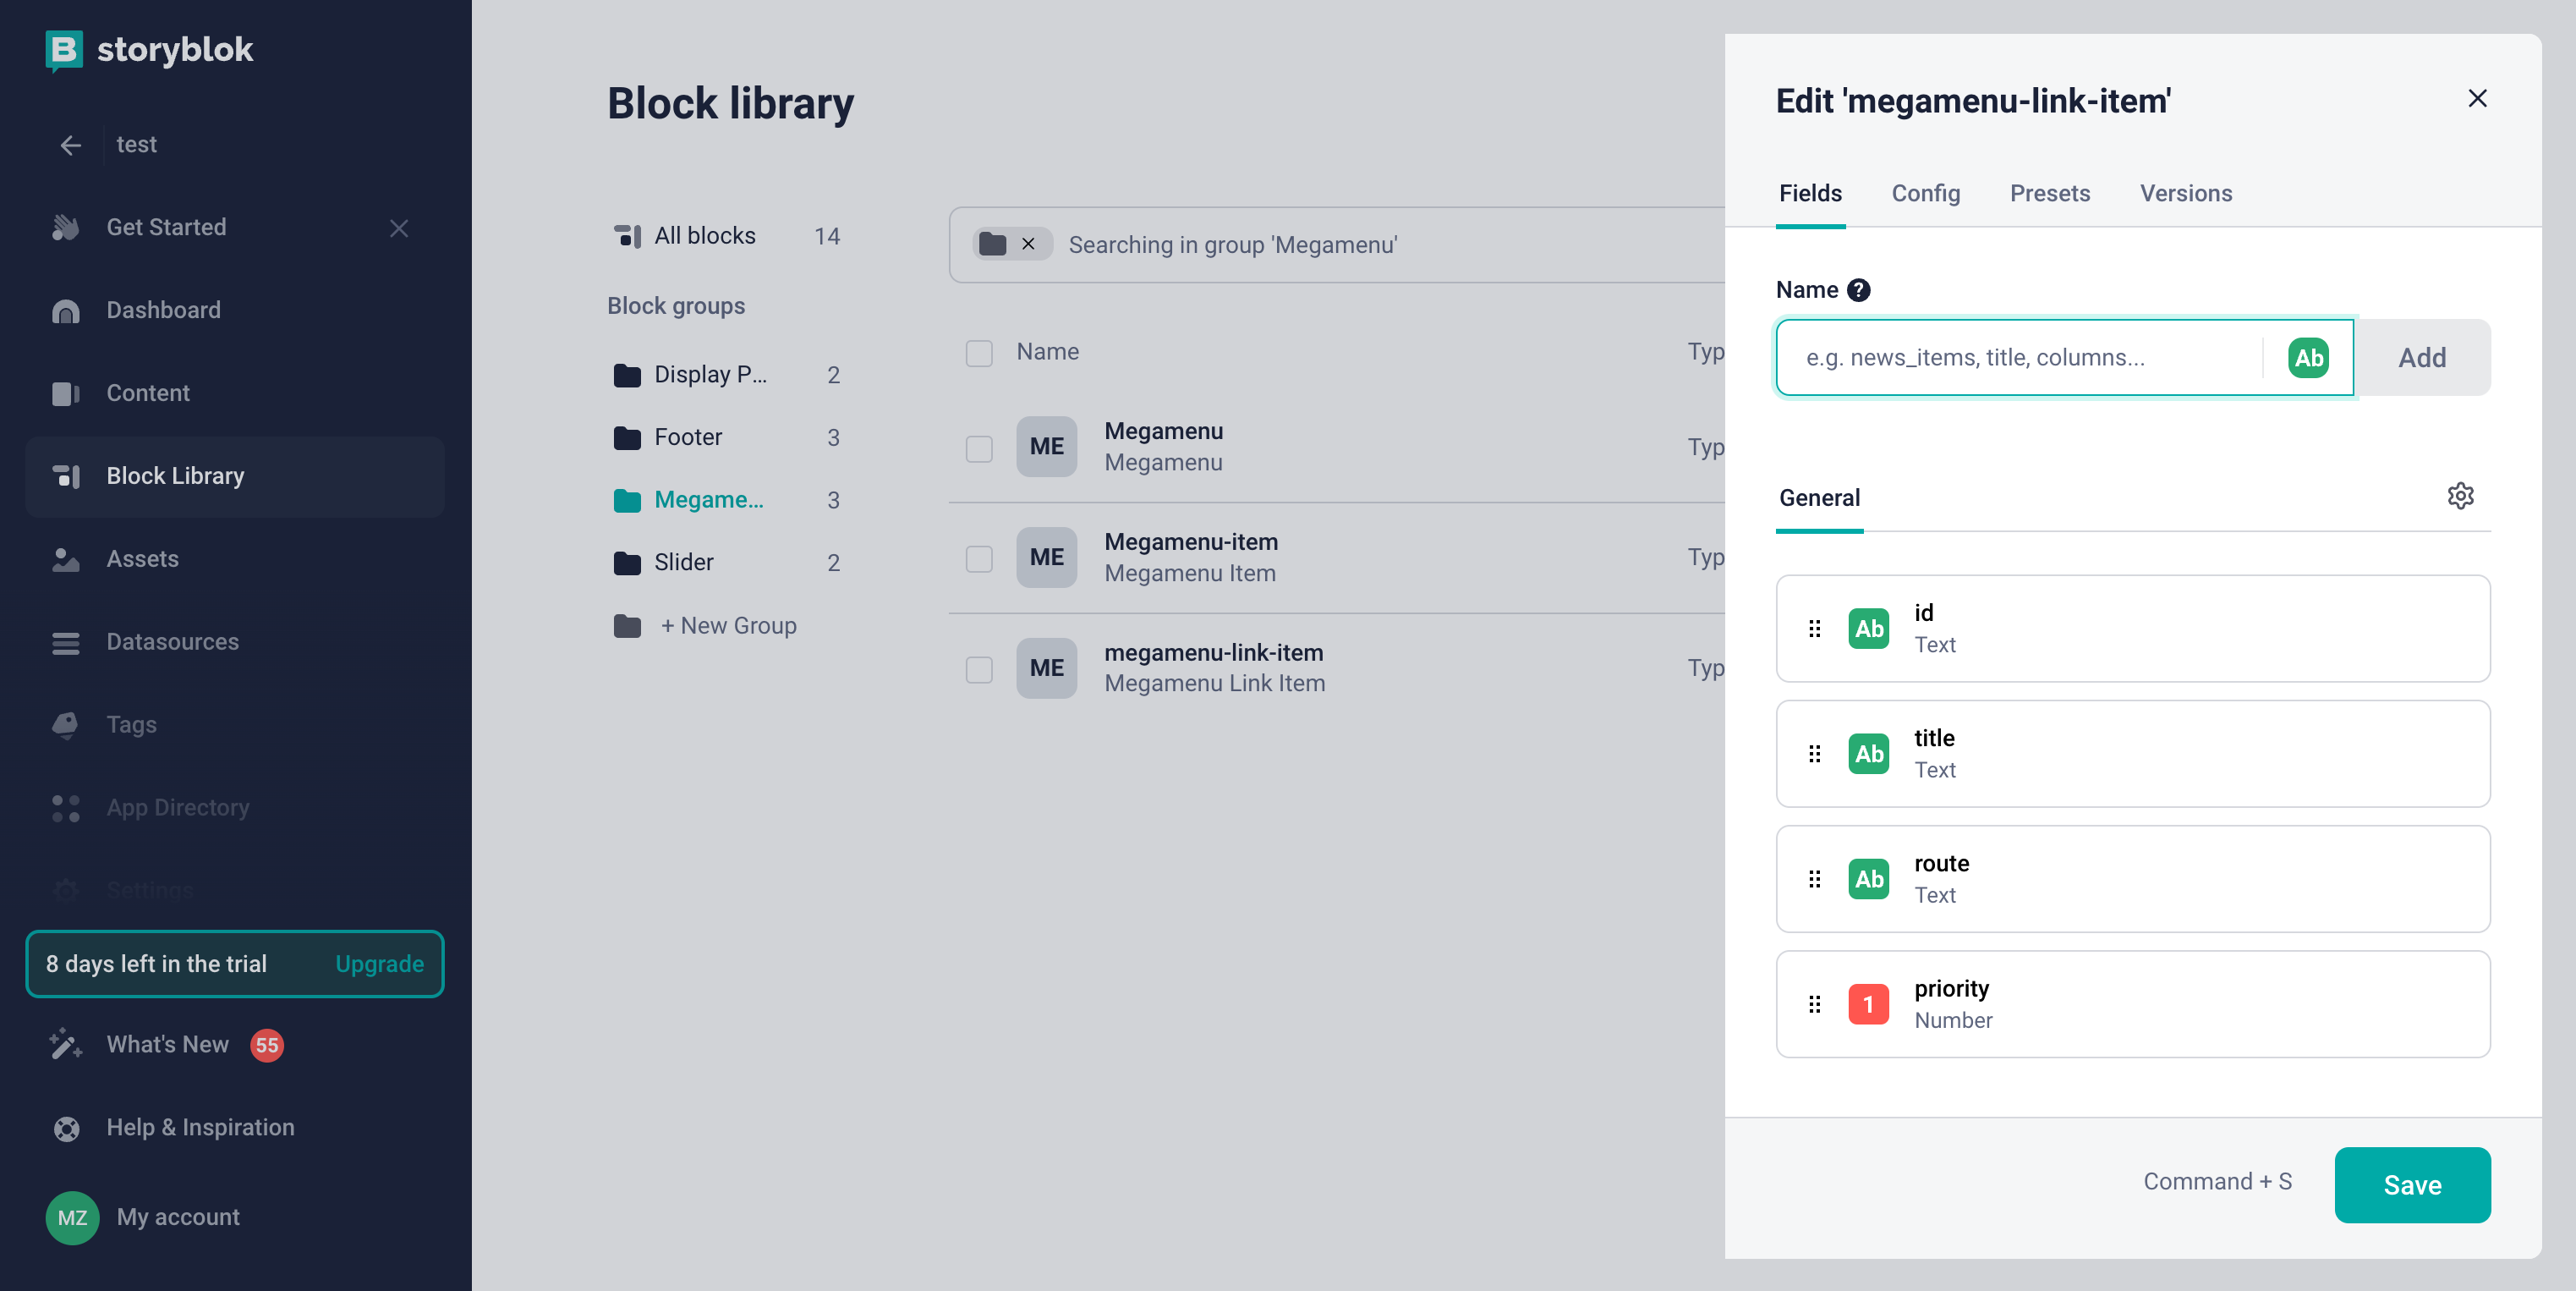 storyblok
test
Get Started
Dashboard
Content
Block Library
Assets
Datasources
Tags
App Directory
Settings
8 days left in the trial Upgrade
What's New 55
Help & Inspiration
MZ My account
Block library
All blocks 14
Block groups
Display P... 2
Footer 3
Megame... 3
Slider 2
+ New Group
Searching in group 'Megamenu'
Name Typ
ME Megamenu Typ
Megamenu
ME Megamenu-item Typ
Megamenu Item
ME megamenu-link-item Typ
Megamenu Link Item
Edit 'megamenu-link-item'
Fields Config Presets Versions
Name ?
e.g. news_items, title, columns... Ab Add
General
Ab id
Text
Ab title
Text
Ab route
Text
1 priority
Number
Command + S Save